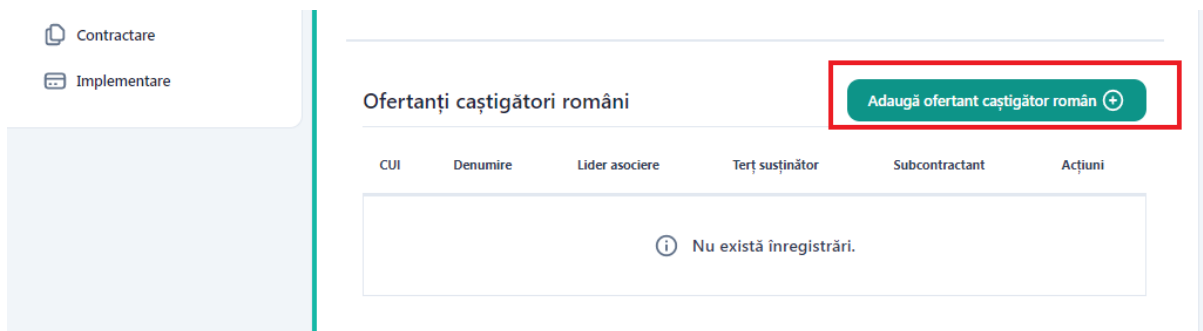 Contractare
Implementare
Ofertanți caștigători români
Adaugă ofertant caștigător român
CUI Denumire Lider asociere Terț susținător Subcontractant Acțiuni
Nu există înregistrări.